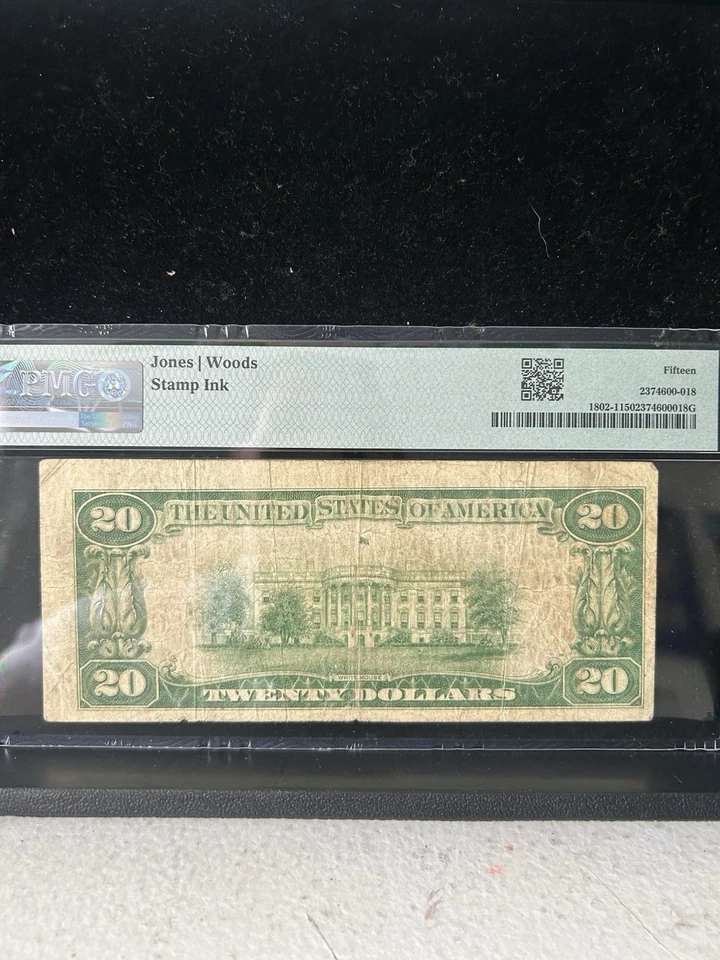 PMG
Jones | Woods
Stamp Ink
Fifteen
2374600-018
1802-11502374600018G
20 THE UNITED STATES OF AMERICA 20
WHITE HOUSE
20 TWENTY DOLLARS 20